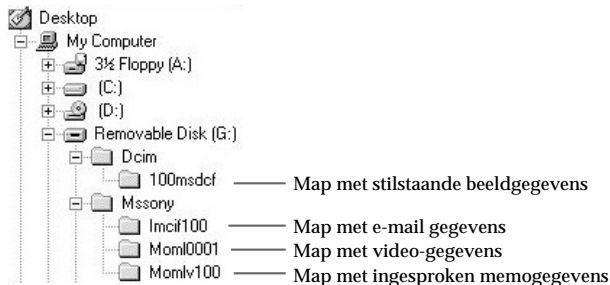 Desktop
My Computer
3½ Floppy (A:)
(C:)
(D:)
Removable Disk (G:)
Dcim
100msdcf Map met stilstaande beeldgegevens
Mssony
Imcif100 Map met e-mail gegevens
Moml0001 Map met video-gegevens
Momlv100 Map met ingesproken memogegevens